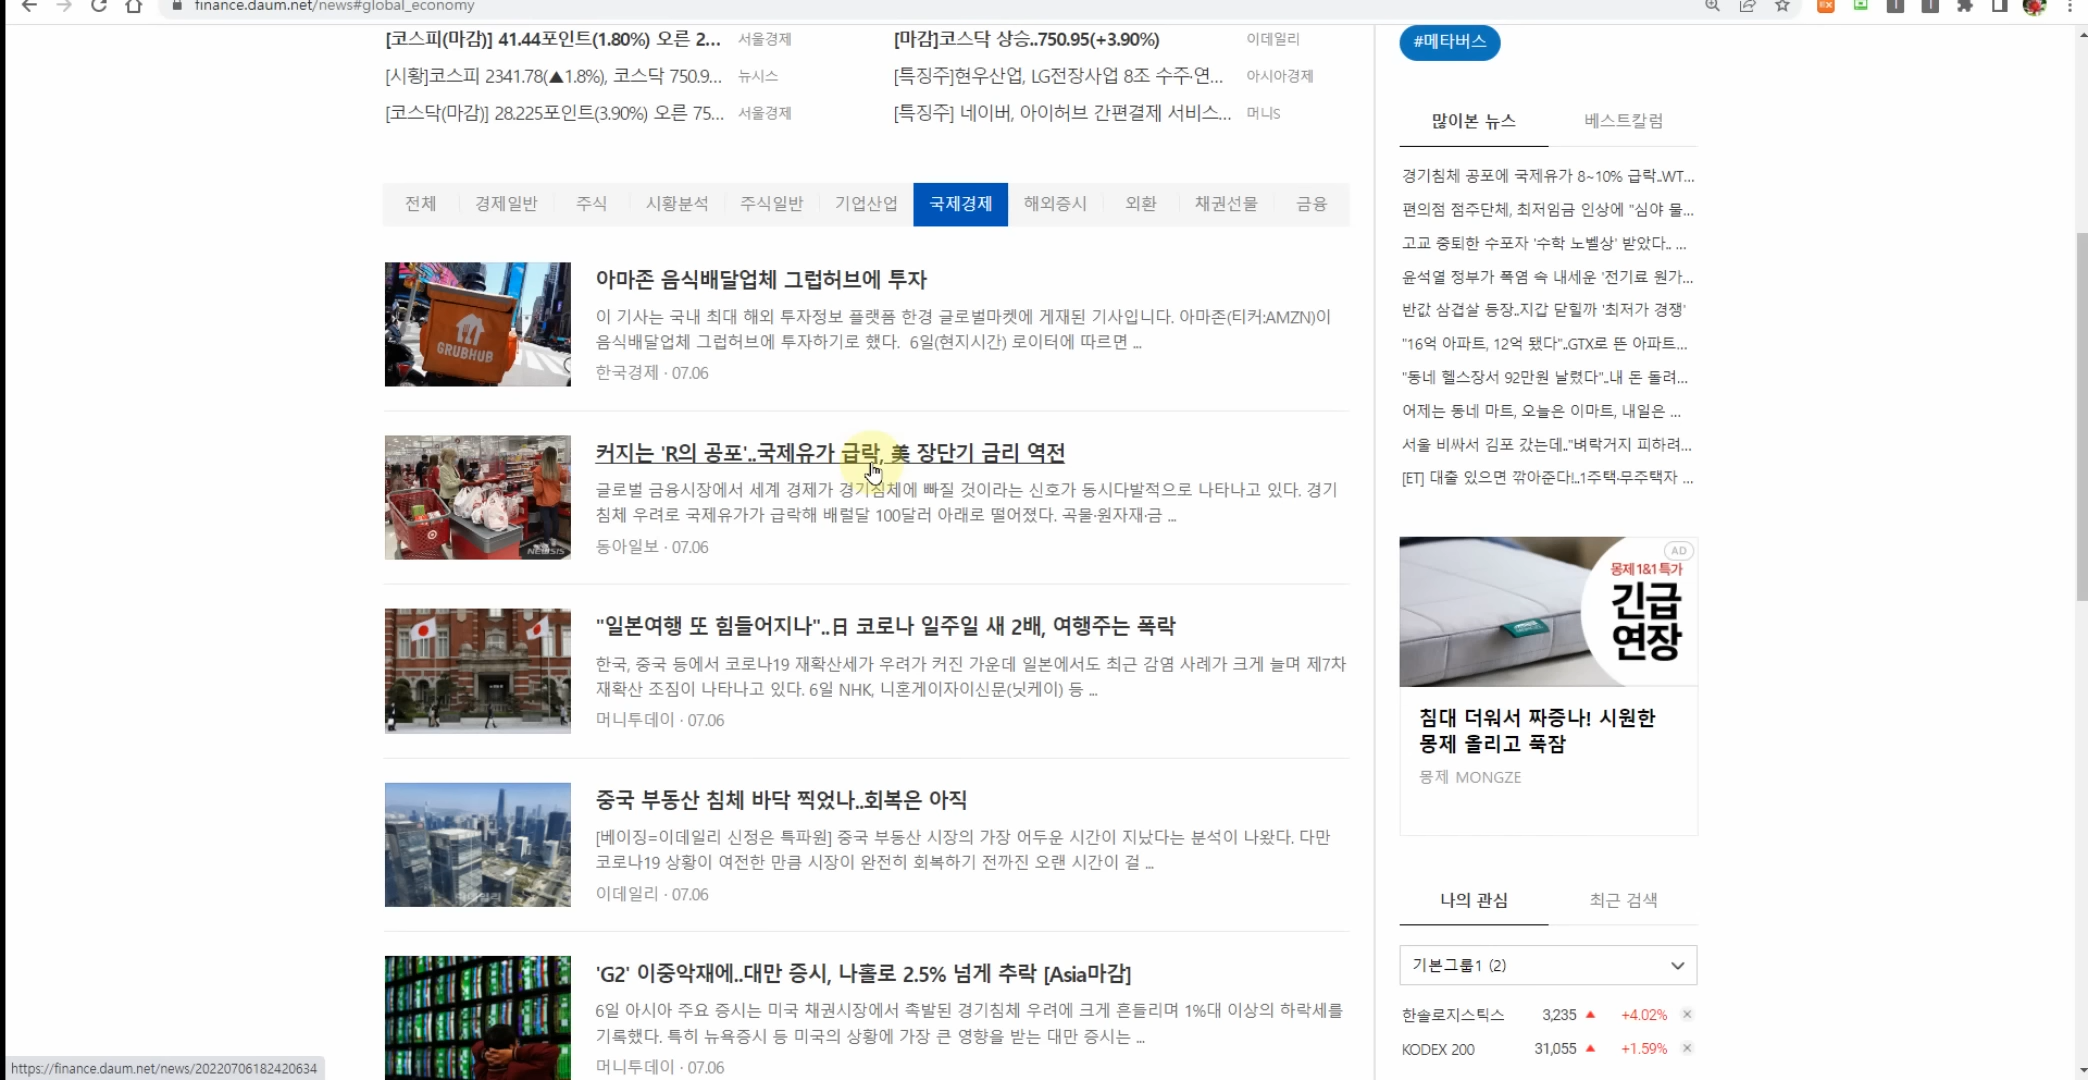 finance.daum.net/news#global_economy
[코스피(마감)] 41.44포인트(1.80%) 오른 2... 서울경제
[마감]코스닥 상승..750.95(+3.90%) 이데일리
[시황]코스피 2341.78(▲1.8%), 코스닥 750.9... 뉴시스
[특징주]현우산업, LG전장사업 8조 수주·연... 아시아경제
[코스닥(마감)] 28.225포인트(3.90%) 오른 75... 서울경제
[특징주] 네이버, 아이허브 간편결제 서비스... 머니S
전체 경제일반 주식 시황분석 주식일반 기업산업 국제경제 해외증시 외환 채권선물 금융
GRUBHUB
아마존 음식배달업체 그럽허브에 투자
이 기사는 국내 최대 해외 투자정보 플랫폼 한경 글로벌마켓에 게재된 기사입니다. 아마존(티커:AMZN)이
음식배달업체 그럽허브에 투자하기로 했다. 6일(현지시간) 로이터에 따르면 ...
한국경제 · 07.06
NEWSIS
커지는 'R의 공포'..국제유가 급락, 美 장단기 금리 역전
글로벌 금융시장에서 세계 경제가 경기침체에 빠질 것이라는 신호가 동시다발적으로 나타나고 있다. 경기
침체 우려로 국제유가가 급락해 배럴달 100달러 아래로 떨어졌다. 곡물·원자재·금 ...
동아일보 · 07.06
"일본여행 또 힘들어지나"..日 코로나 일주일 새 2배, 여행주는 폭락
한국, 중국 등에서 코로나19 재확산세가 우려가 커진 가운데 일본에서도 최근 감염 사례가 크게 늘며 제7차
재확산 조짐이 나타나고 있다. 6일 NHK, 니혼게이자이신문(닛케이) 등 ...
머니투데이 · 07.06
이데일리
중국 부동산 침체 바닥 찍었나..회복은 아직
[베이징=이데일리 신정은 특파원] 중국 부동산 시장의 가장 어두운 시간이 지났다는 분석이 나왔다. 다만
코로나19 상황이 여전한 만큼 시장이 완전히 회복하기 전까진 오랜 시간이 걸 ...
이데일리 · 07.06
'G2' 이중악재에..대만 증시, 나홀로 2.5% 넘게 추락 [Asia마감]
6일 아시아 주요 증시는 미국 채권시장에서 촉발된 경기침체 우려에 크게 흔들리며 1%대 이상의 하락세를
기록했다. 특히 뉴욕증시 등 미국의 상황에 가장 큰 영향을 받는 대만 증시는 ...
머니투데이 · 07.06
#메타버스
많이본 뉴스 베스트칼럼
경기침체 공포에 국제유가 8~10% 급락..WT...
편의점 점주단체, 최저임금 인상에 "심야 물...
고교 중퇴한 수포자 '수학 노벨상' 받았다.. ...
윤석열 정부가 폭염 속 내세운 '전기료 원가...
반값 삼겹살 등장..지갑 닫힐까 '최저가 경쟁'
"16억 아파트, 12억 됐다"..GTX로 뜬 아파트...
"동네 헬스장서 92만원 날렸다"..내 돈 돌려...
어제는 동네 마트, 오늘은 이마트, 내일은 ...
서울 비싸서 김포 갔는데.."벼락거지 피하려...
[ET] 대출 있으면 깎아준다!..1주택·무주택자 ...
AD
몽제 1&1 특가
긴급
연장
침대 더워서 짜증나! 시원한
몽제 올리고 푹잠
몽제 MONGZE
나의 관심 최근 검색
기본그룹1 (2)
한솔로지스틱스 3,235 ▲ +4.02% ×
KODEX 200 31,055 ▲ +1.59% ×
https://finance.daum.net/news/20220706182420634